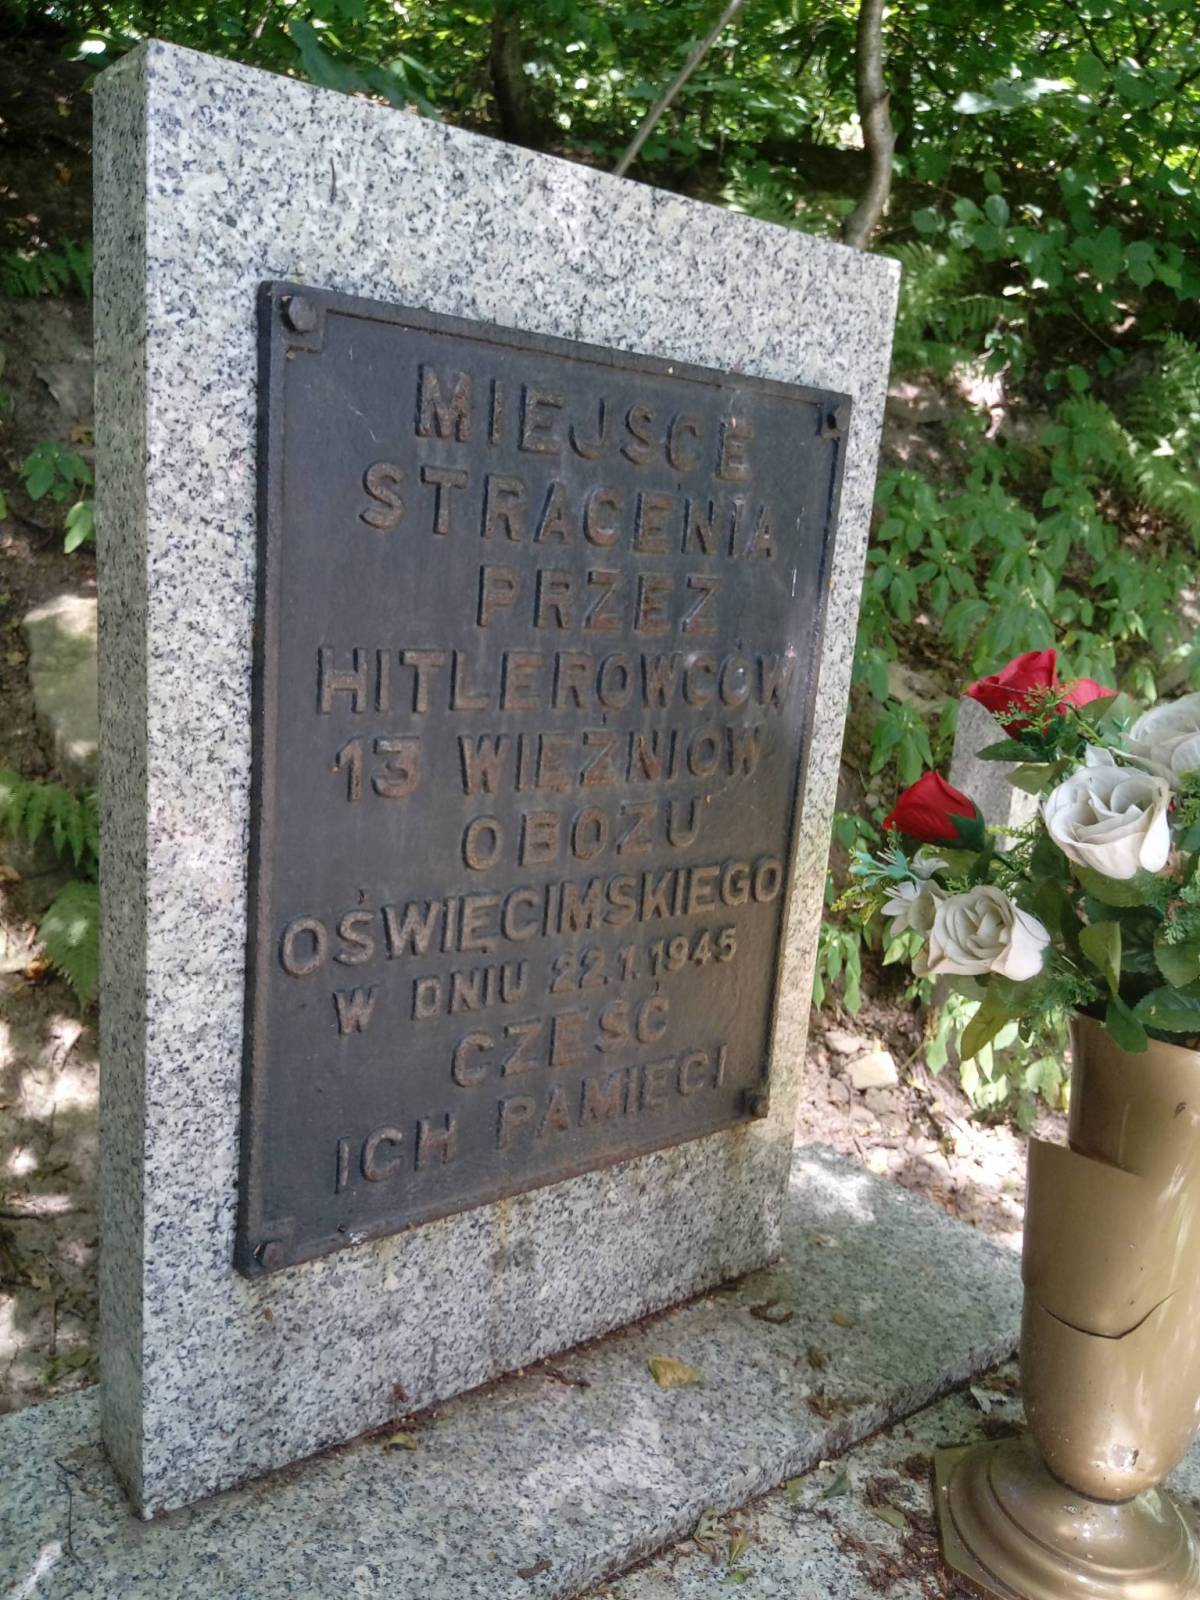 MIEJSCE
STRACENIA
PRZEZ
HITLEROWCÓW
13 WIĘŹNIÓW
OBOZU
OŚWIĘCIMSKIEGO
W DNIU 22.1.1945
CZEŚĆ
ICH PAMIĘCI